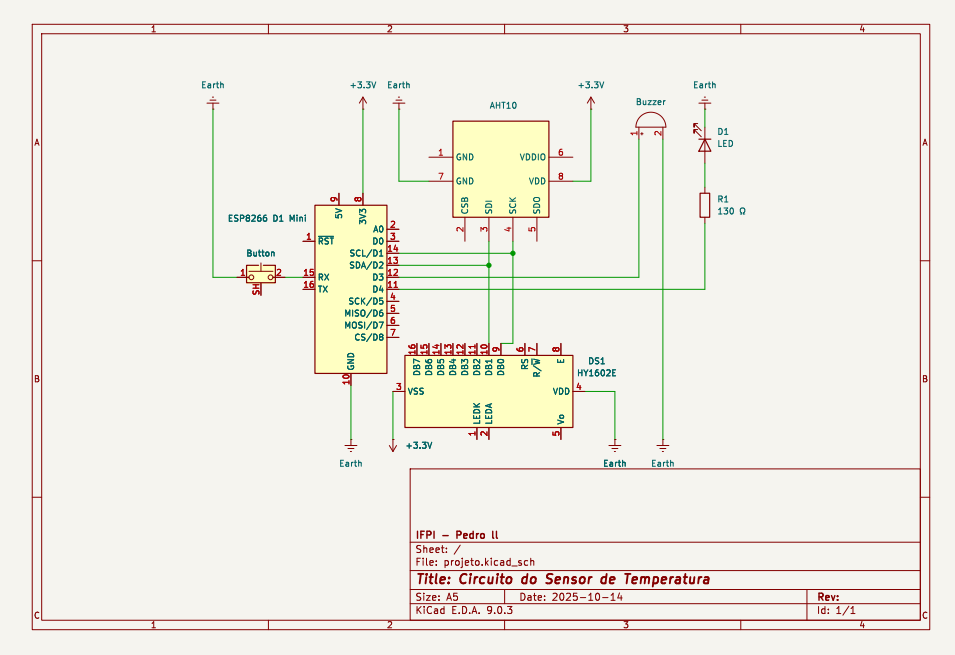 1 2 3 4
Earth +3.3V Earth +3.3V Earth
Buzzer
AHT10
1 2
D1
LED
A A
1 GND VDDIO 6
7 GND VDD 8
CSB SDI SCK SDO
2 3 4 5
R1
130 Ω
9 8
5V 3V3
ESP8266 D1 Mini
A0 2
D0 3
1 RST
SCL/D1 14
SDA/D2 13
Button
1 2
SH
15 RX D3 12
16 TX D4 11
SCK/D5 4
MISO/D6 5
MOSI/D7 6
CS/D8 7
GND
10
16 15 14 13 12 11 10 9 6 7 8
DB7 DB6 DB5 DB4 DB3 DB2 DB1 DB0 RS R/W E
DS1
HY1602E
B B
3 VSS VDD 4
LEDK LEDA Vo
1 2 5
+3.3V
Earth Earth Earth
IFPI - Pedro ll
Sheet: /
File: projeto.kicad_sch
Title: Circuito do Sensor de Temperatura
Size: A5 Date: 2025-10-14 Rev:
KiCad E.D.A. 9.0.3 Id: 1/1
C C
1 2 3 4